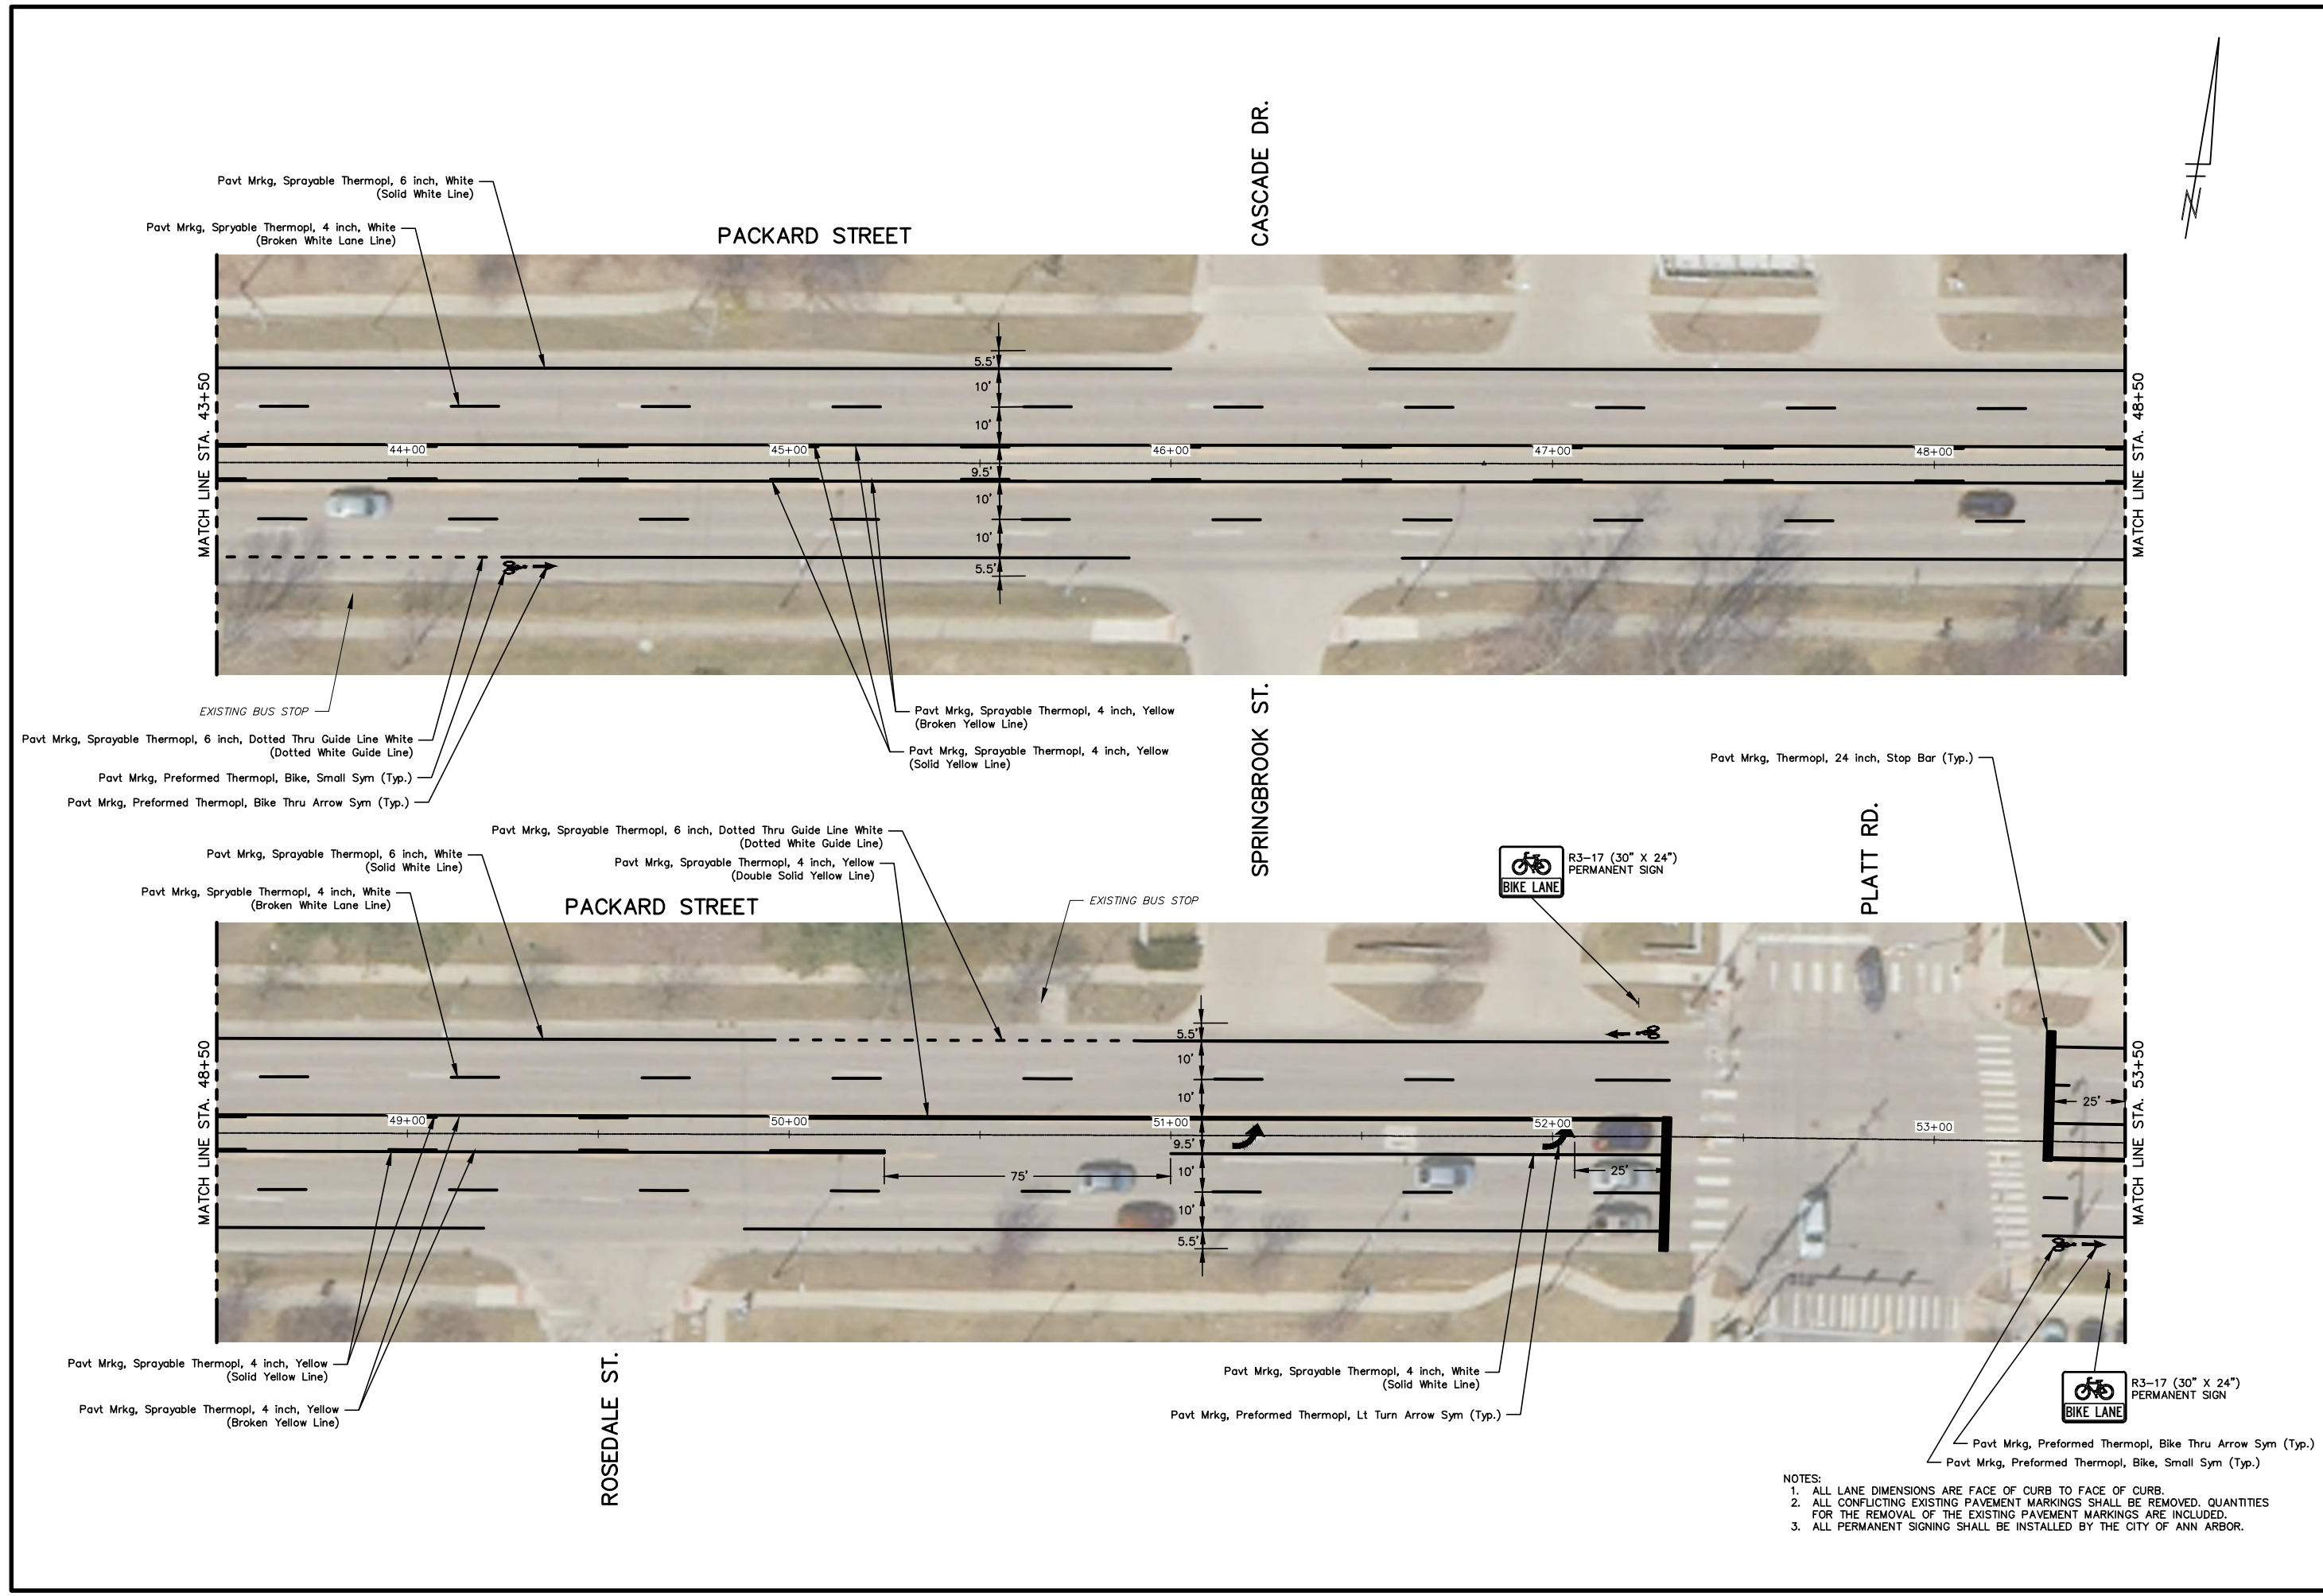 CASCADE DR.
N
Pavt Mrkg, Sprayable Thermopl, 6 inch, White
(Solid White Line)
Pavt Mrkg, Spryable Thermopl, 4 inch, White
(Broken White Lane Line)
PACKARD STREET
MATCH LINE STA. 43+50
5.5'
10'
10'
9.5'
10'
10'
5.5'
44+00
45+00
46+00
47+00
48+00
MATCH LINE STA. 48+50
EXISTING BUS STOP
Pavt Mrkg, Sprayable Thermopl, 6 inch, Dotted Thru Guide Line White
(Dotted White Guide Line)
Pavt Mrkg, Preformed Thermopl, Bike, Small Sym (Typ.)
Pavt Mrkg, Preformed Thermopl, Bike Thru Arrow Sym (Typ.)
Pavt Mrkg, Sprayable Thermopl, 4 inch, Yellow
(Broken Yellow Line)
Pavt Mrkg, Sprayable Thermopl, 4 inch, Yellow
(Solid Yellow Line)
SPRINGBROOK ST.
Pavt Mrkg, Thermopl, 24 inch, Stop Bar (Typ.)
PLATT RD.
Pavt Mrkg, Sprayable Thermopl, 6 inch, Dotted Thru Guide Line White
(Dotted White Guide Line)
Pavt Mrkg, Sprayable Thermopl, 6 inch, White
(Solid White Line)
Pavt Mrkg, Sprayable Thermopl, 4 inch, Yellow
(Double Solid Yellow Line)
Pavt Mrkg, Spryable Thermopl, 4 inch, White
(Broken White Lane Line)
PACKARD STREET
EXISTING BUS STOP
BIKE LANE
R3-17 (30" X 24")
PERMANENT SIGN
MATCH LINE STA. 48+50
5.5'
10'
10'
9.5'
10'
10'
5.5'
49+00
50+00
51+00
52+00
53+00
75'
25'
25'
MATCH LINE STA. 53+50
Pavt Mrkg, Sprayable Thermopl, 4 inch, Yellow
(Solid Yellow Line)
Pavt Mrkg, Sprayable Thermopl, 4 inch, Yellow
(Broken Yellow Line)
ROSEDALE ST.
Pavt Mrkg, Sprayable Thermopl, 4 inch, White
(Solid White Line)
Pavt Mrkg, Preformed Thermopl, Lt Turn Arrow Sym (Typ.)
BIKE LANE
R3-17 (30" X 24")
PERMANENT SIGN
Pavt Mrkg, Preformed Thermopl, Bike Thru Arrow Sym (Typ.)
Pavt Mrkg, Preformed Thermopl, Bike, Small Sym (Typ.)
NOTES:
1. ALL LANE DIMENSIONS ARE FACE OF CURB TO FACE OF CURB.
2. ALL CONFLICTING EXISTING PAVEMENT MARKINGS SHALL BE REMOVED. QUANTITIES
FOR THE REMOVAL OF THE EXISTING PAVEMENT MARKINGS ARE INCLUDED.
3. ALL PERMANENT SIGNING SHALL BE INSTALLED BY THE CITY OF ANN ARBOR.